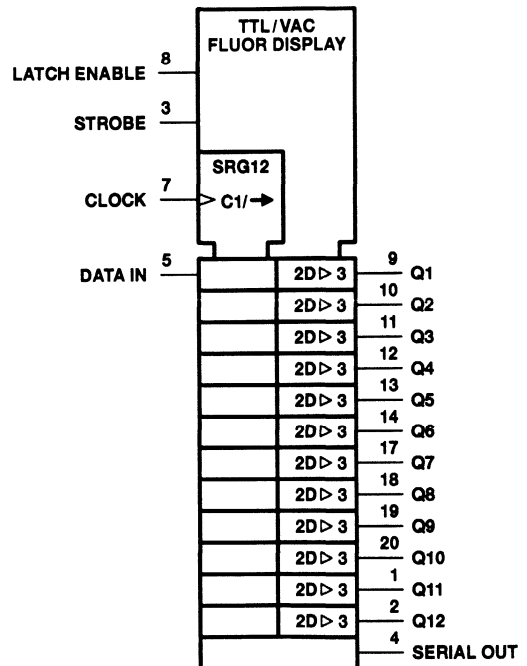 TTL/VAC
FLUOR DISPLAY
8
LATCH ENABLE
3
STROBE
SRG12
7
CLOCK
C1/→
5
DATA IN
2D▷ 3
9
Q1
2D▷ 3
10
Q2
2D▷ 3
11
Q3
2D▷ 3
12
Q4
2D▷ 3
13
Q5
2D▷ 3
14
Q6
2D▷ 3
17
Q7
2D▷ 3
18
Q8
2D▷ 3
19
Q9
2D▷ 3
20
Q10
2D▷ 3
1
Q11
2D▷ 3
2
Q12
4
SERIAL OUT